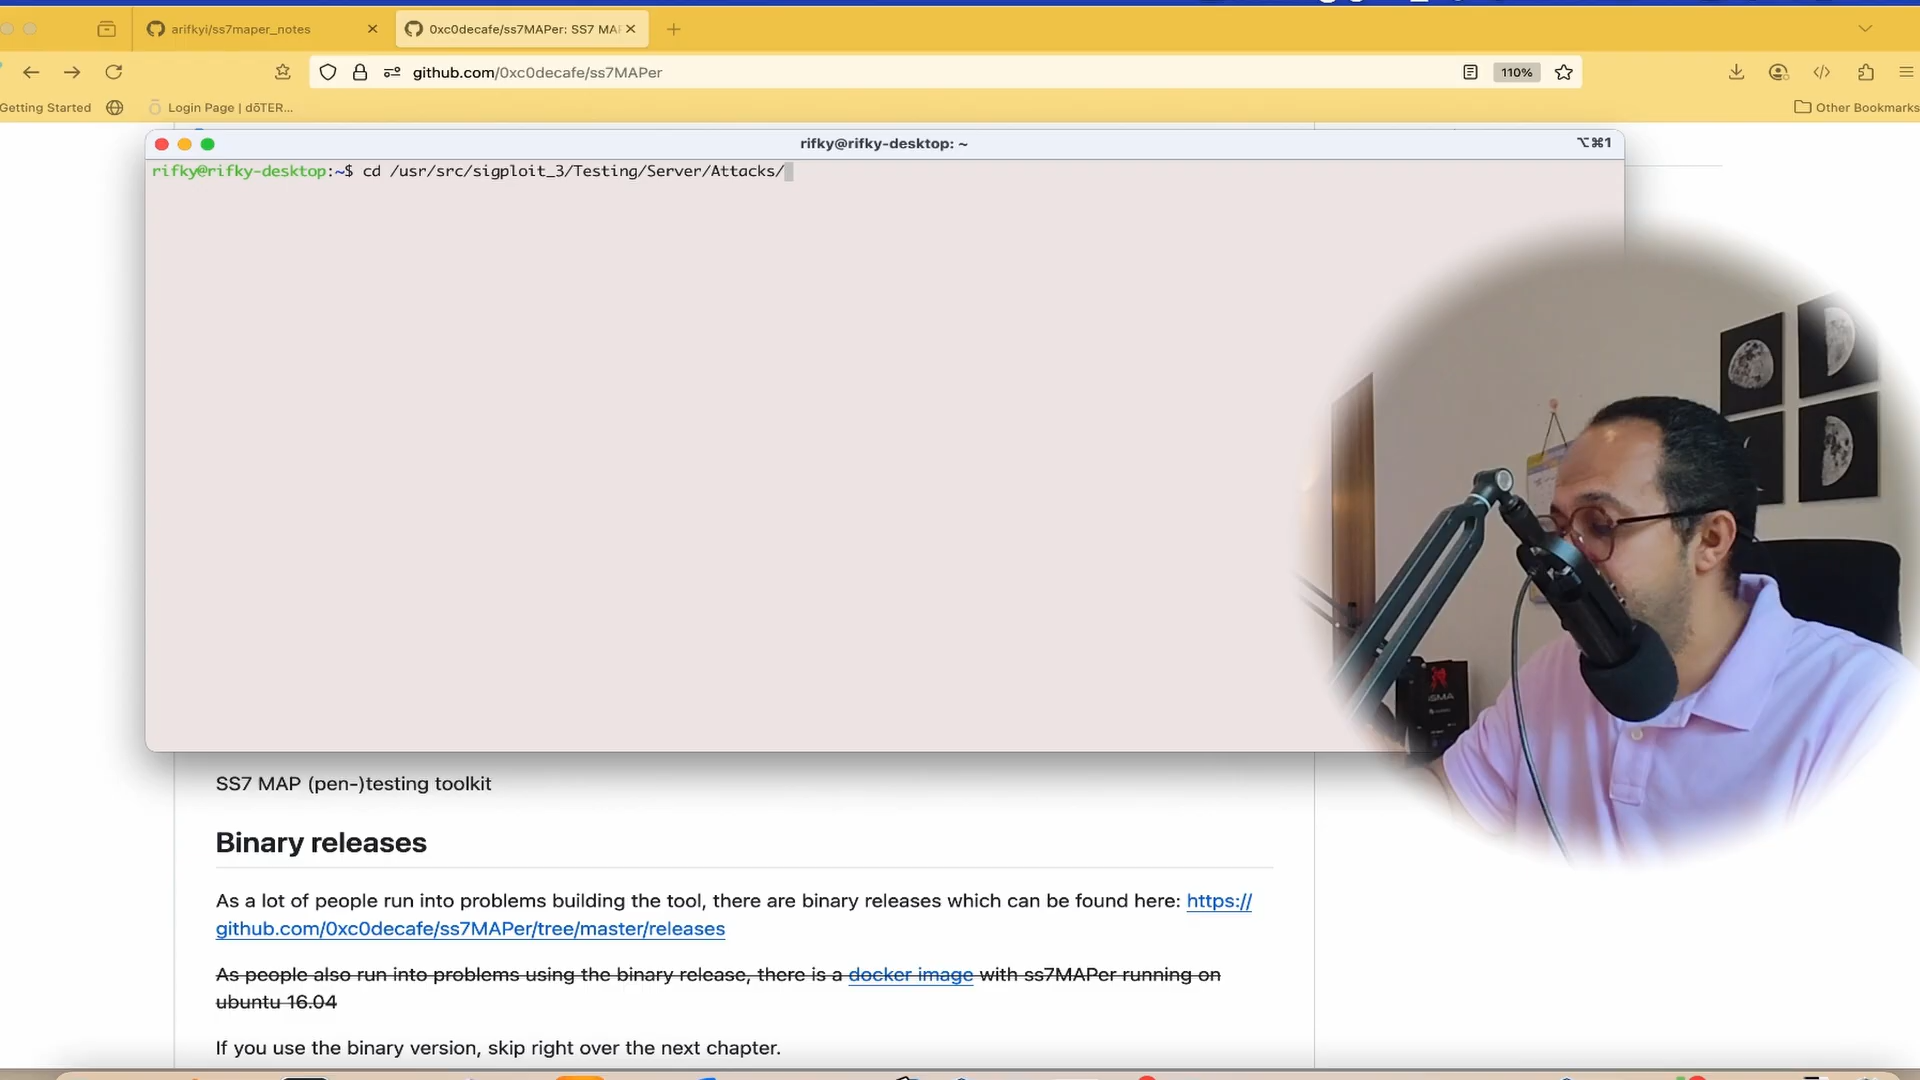 arifkyi/ss7maper_notes
0xc0decafe/ss7MAPer: SS7 MA
github.com/0xc0decafe/ss7MAPer
110%
Getting Started
Login Page | dōTER...
Other Bookmarks
rifky@rifky-desktop: ~
⌥⌘1
rifky@rifky-desktop:~$ cd /usr/src/sigploit_3/Testing/Server/Attacks/
SS7 MAP (pen-)testing toolkit
Binary releases
As a lot of people run into problems building the tool, there are binary releases which can be found here: https://
github.com/0xc0decafe/ss7MAPer/tree/master/releases
As people also run into problems using the binary release, there is a docker image with ss7MAPer running on
ubuntu 16.04
If you use the binary version, skip right over the next chapter.